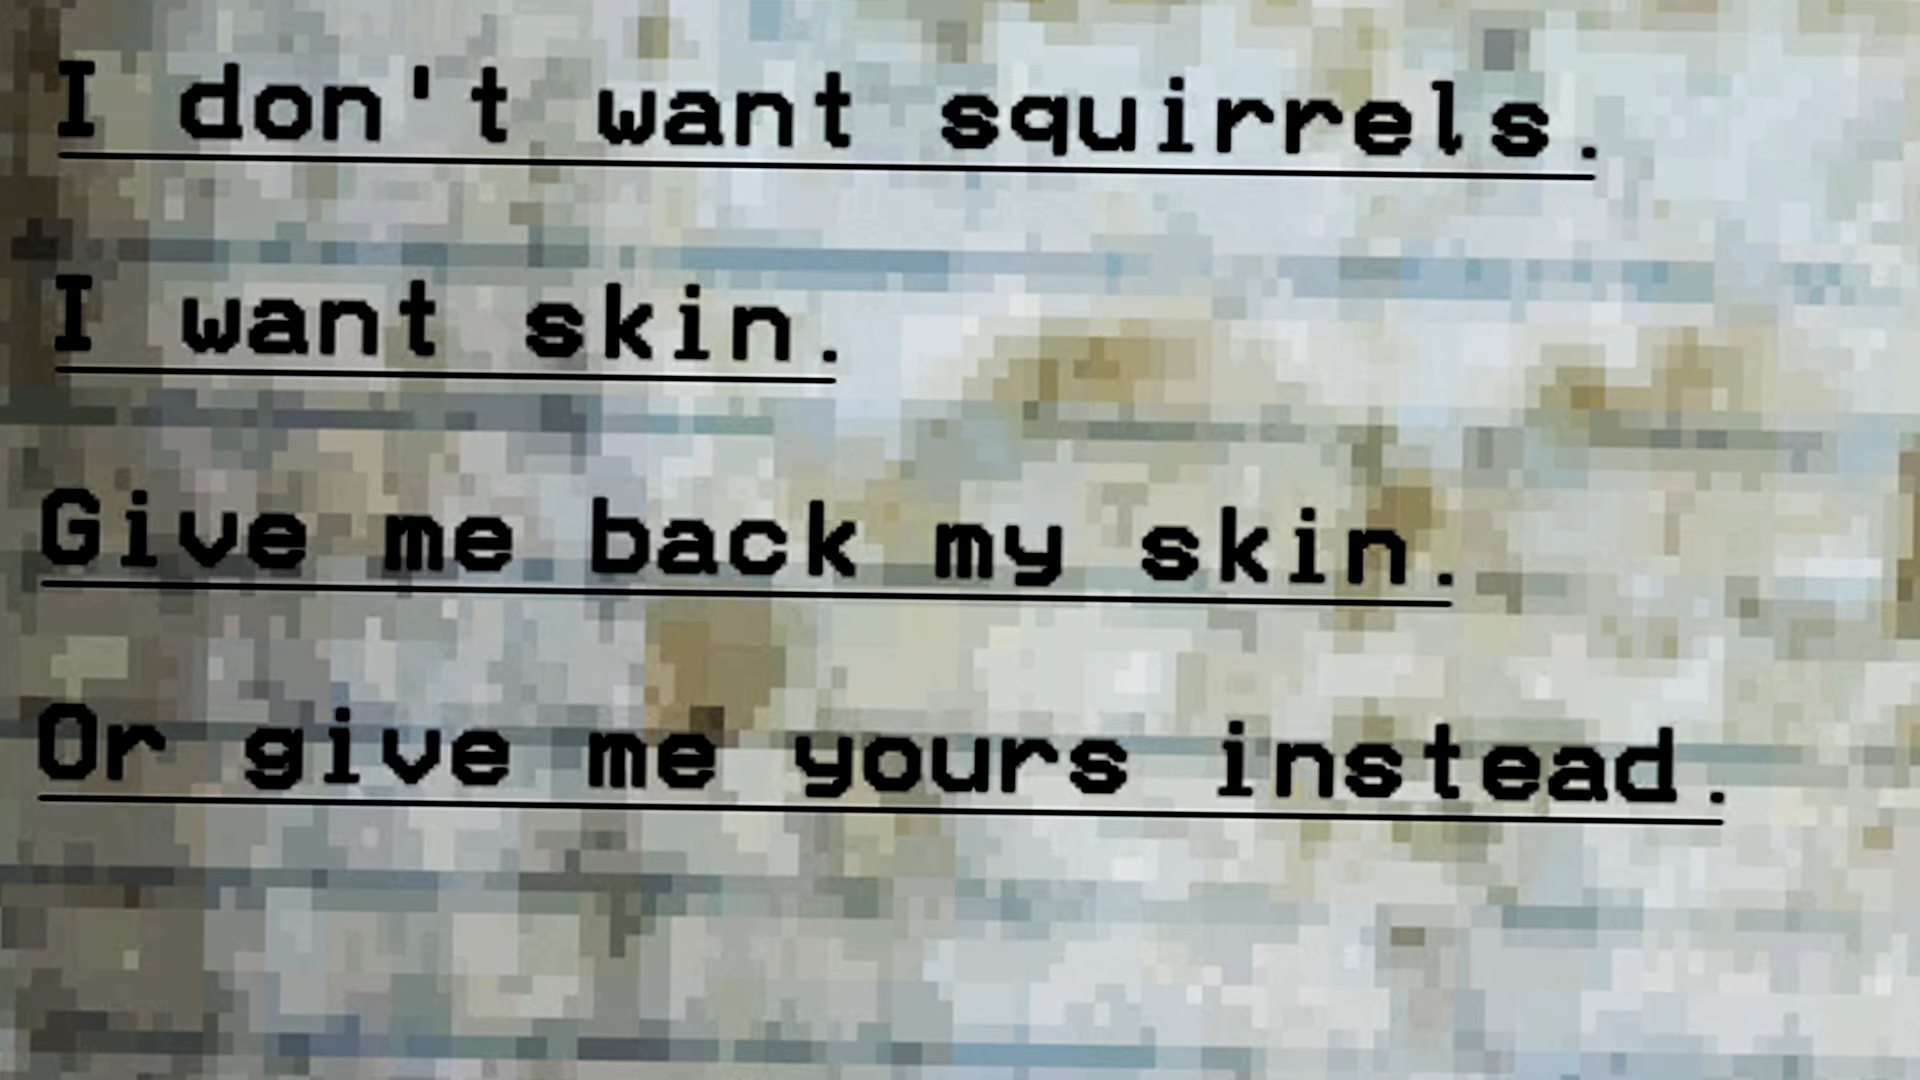 I don't want squirrels.
I want skin.
Give me back my skin.
Or give me yours instead.